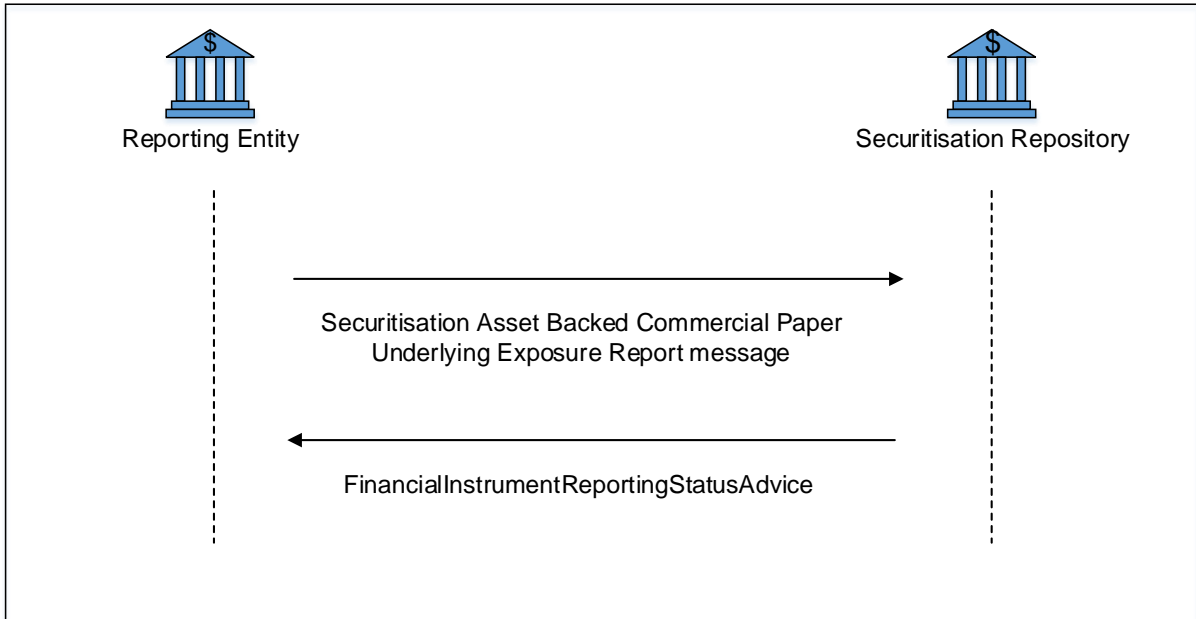 $
$
Reporting Entity
Securitisation Repository
Securitisation Asset Backed Commercial Paper
Underlying Exposure Report message
FinancialInstrumentReportingStatusAdvice